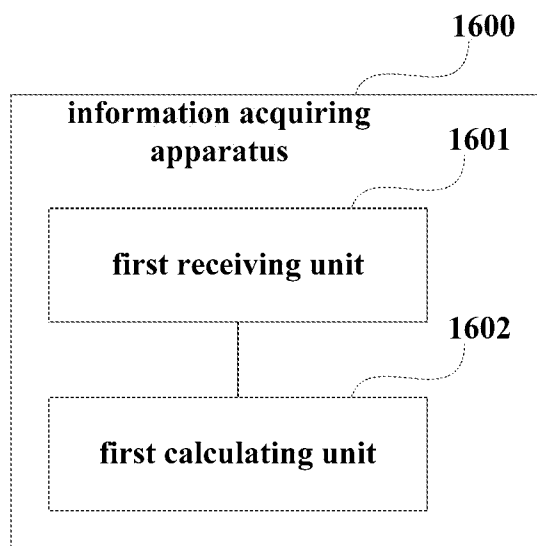 1600
information acquiring
apparatus
1601
first receiving unit
1602
first calculating unit